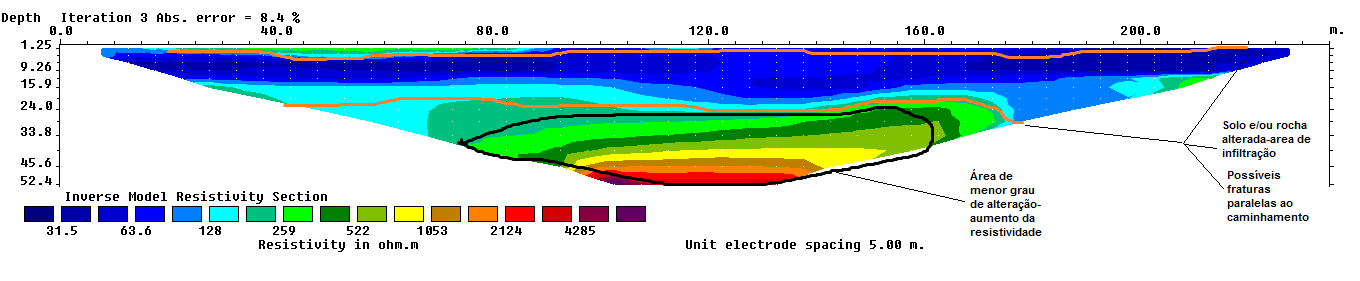 Depth Iteration 3 Abs. error = 8.4 %
0.0 40.0 80.0 120.0 160.0 200.0 m.
1.25
9.26
15.9
24.0
33.8
45.6
52.4
Solo e/ou rocha
alterada-area de
infiltração
Possíveis
fraturas
paralelas ao
caminhamento
Área de
menor grau
de alteração-
aumento da
resistividade
Inverse Model Resistivity Section
31.5 63.6 128 259 522 1053 2124 4285
Resistivity in ohm.m
Unit electrode spacing 5.00 m.